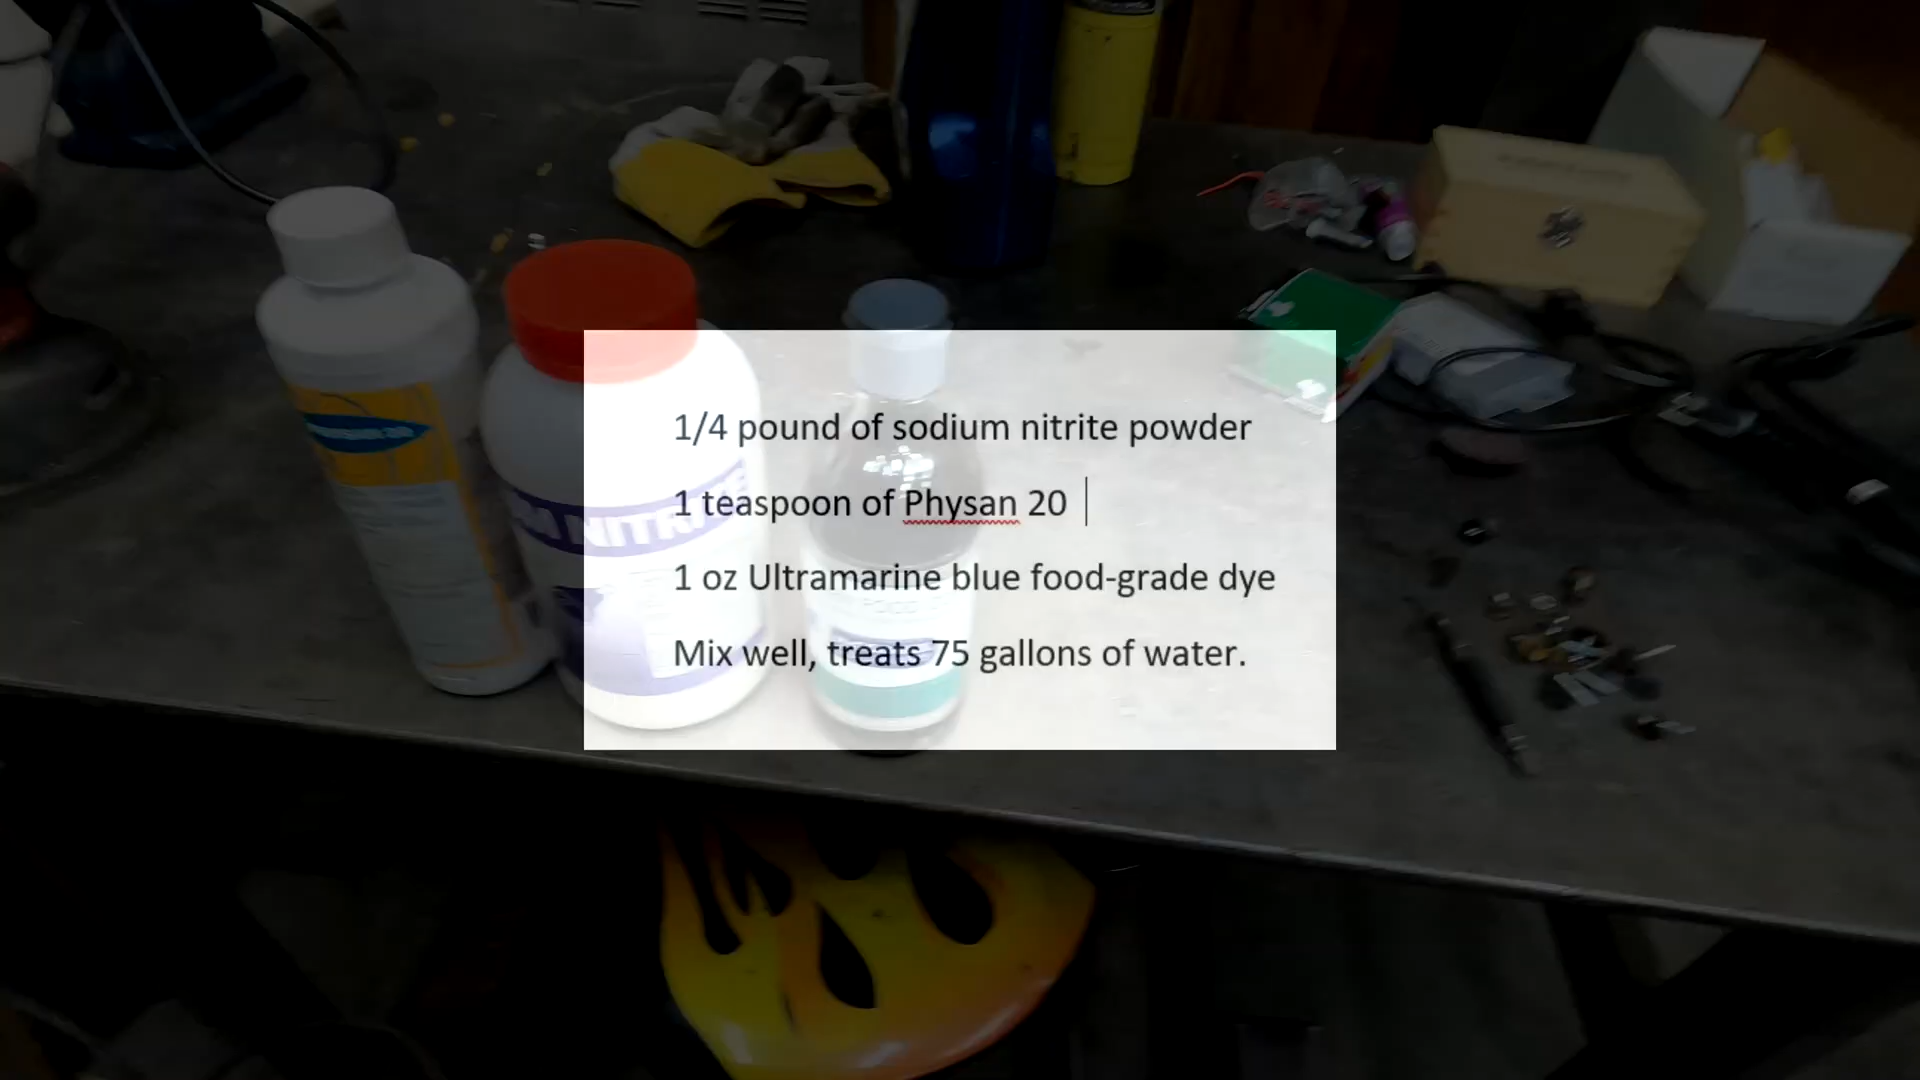 1/4 pound of sodium nitrite powder
1 teaspoon of Physan 20
1 oz Ultramarine blue food-grade dye
Mix well, treats 75 gallons of water.